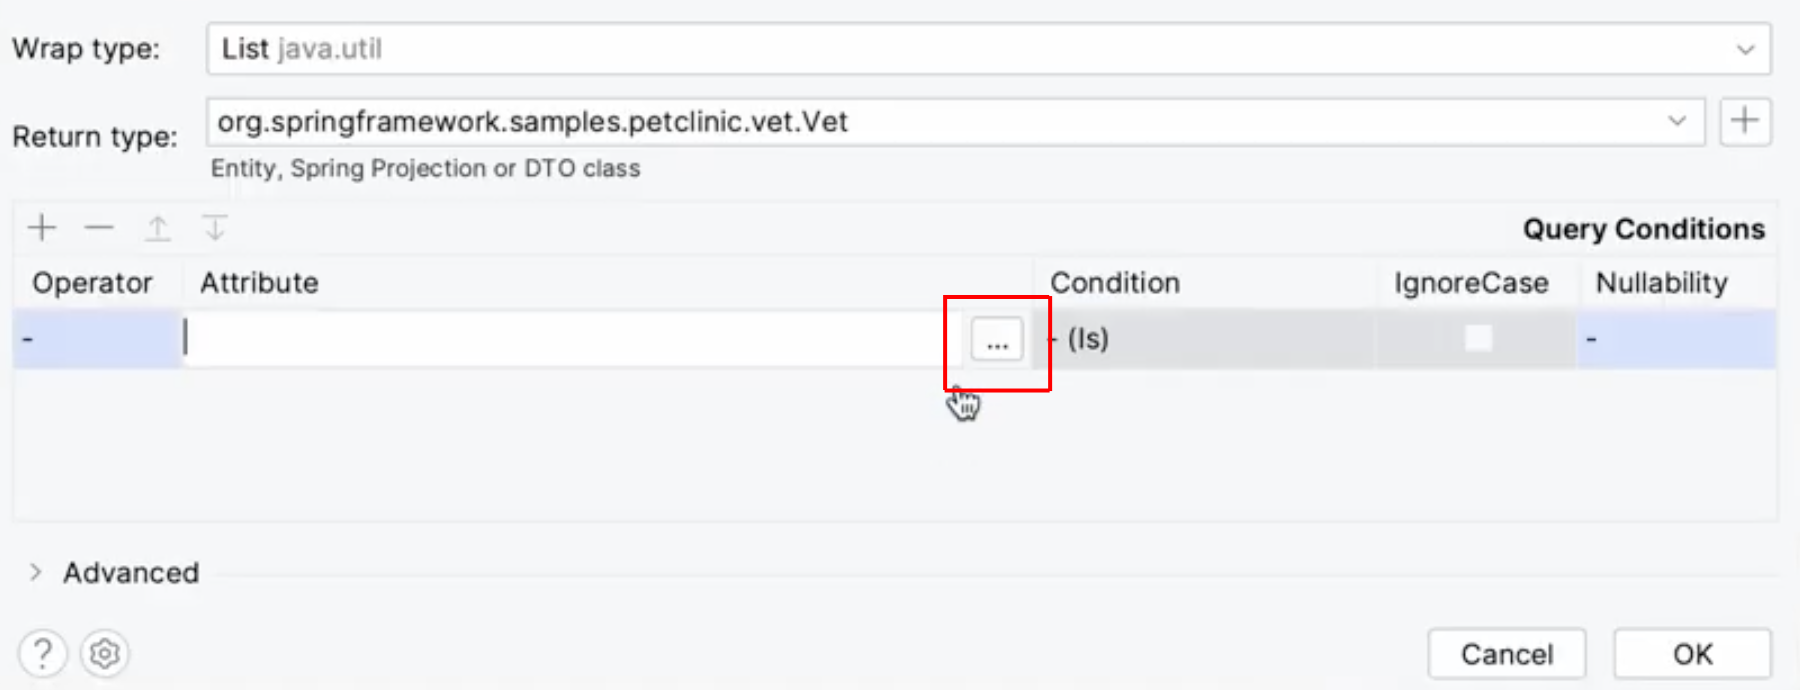 Wrap type: List java.util
Return type: org.springframework.samples.petclinic.vet.Vet
Entity, Spring Projection or DTO class
Query Conditions
Operator Attribute Condition IgnoreCase Nullability
- ... - (Is) -
Advanced
? Cancel OK